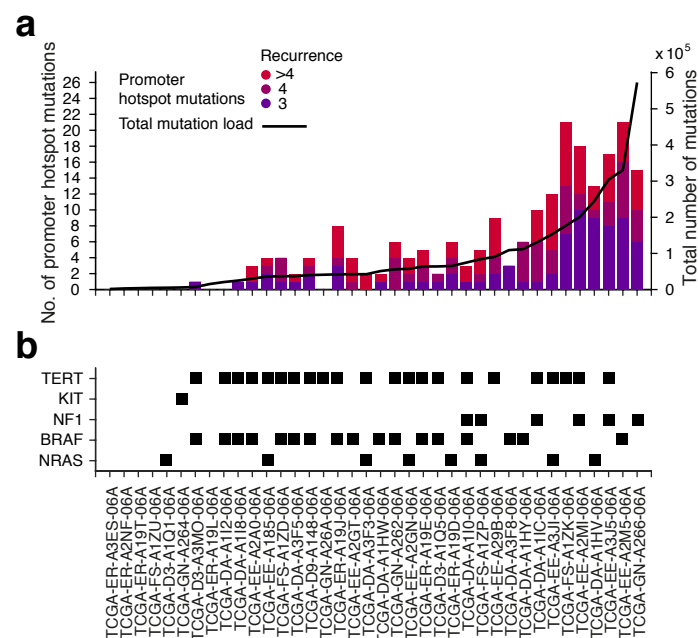 a
Recurrence
Promoter
hotspot mutations
>4
4
3
Total mutation load
No. of promoter hotspot mutations
26
24
22
20
18
16
14
12
10
8
6
4
2
0
x 10⁵
6
5
4
3
2
1
0
Total number of mutations
b
TERT
KIT
NF1
BRAF
NRAS
TCGA-ER-A3ES-06A
TCGA-ER-A2NF-06A
TCGA-ER-A19T-06A
TCGA-FS-A1ZU-06A
TCGA-D3-A1Q1-06A
TCGA-GN-A264-06A
TCGA-D3-A3MO-06A
TCGA-ER-A19L-06A
TCGA-DA-A1I2-06A
TCGA-DA-A1I8-06A
TCGA-EE-A2A0-06A
TCGA-EE-A185-06A
TCGA-FS-A1ZD-06A
TCGA-DA-A3F5-06A
TCGA-D9-A148-06A
TCGA-GN-A26A-06A
TCGA-ER-A19J-06A
TCGA-EE-A2GT-06A
TCGA-DA-A3F3-06A
TCGA-DA-A1HW-06A
TCGA-GN-A262-06A
TCGA-EE-A2GN-06A
TCGA-ER-A19E-06A
TCGA-D3-A1Q5-06A
TCGA-ER-A19D-06A
TCGA-DA-A1I0-06A
TCGA-FS-A1ZP-06A
TCGA-EE-A29B-06A
TCGA-DA-A3F8-06A
TCGA-DA-A1HY-06A
TCGA-DA-A1IC-06A
TCGA-EE-A3JI-06A
TCGA-FS-A1ZK-06A
TCGA-EE-A2MI-06A
TCGA-DA-A1HV-06A
TCGA-EE-A3J5-06A
TCGA-EE-A2M5-06A
TCGA-GN-A266-06A